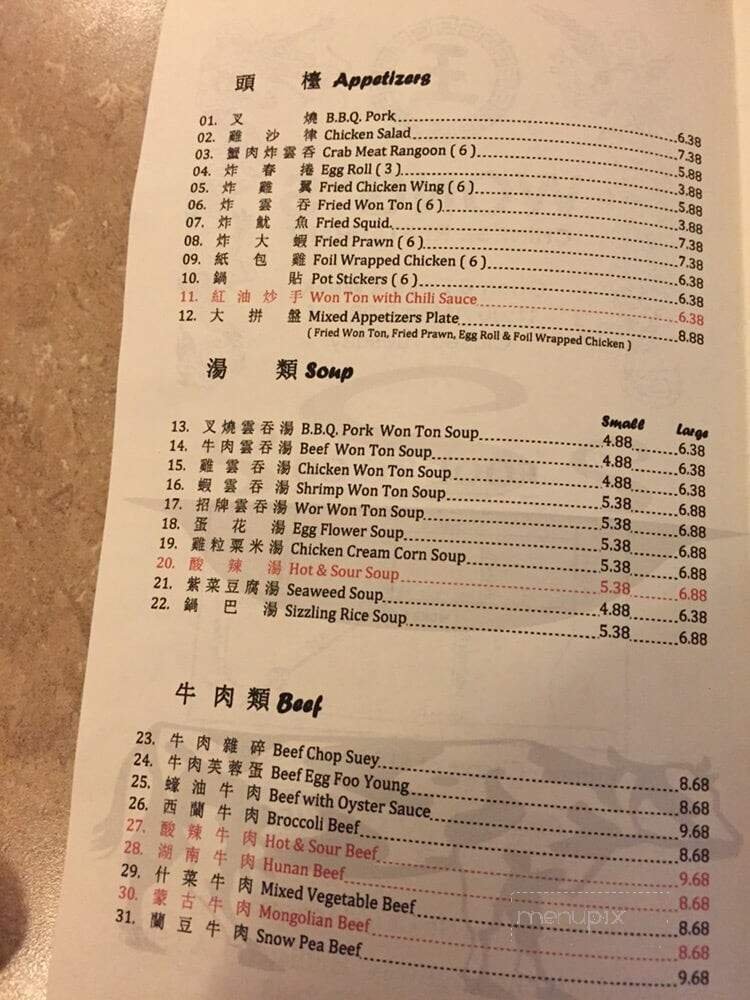 頭檯 Appetizers
01. 叉燒 B.B.Q. Pork 6.38
02. 雞沙律 Chicken Salad 7.38
03. 蟹肉炸雲吞 Crab Meat Rangoon ( 6 ) 5.88
04. 炸春捲 Egg Roll ( 3 ) 3.88
05. 炸雞翼 Fried Chicken Wing ( 6 ) 5.88
06. 炸雲吞 Fried Won Ton ( 6 ) 3.88
07. 炸魷魚 Fried Squid. 7.38
08. 炸大蝦 Fried Prawn ( 6 ) 7.38
09. 紙包雞 Foil Wrapped Chicken ( 6 ) 6.38
10. 鍋貼 Pot Stickers ( 6 ) 6.38
11. 紅油炒手 Won Ton with Chili Sauce 6.38
12. 大拼盤 Mixed Appetizers Plate 8.88
( Fried Won Ton, Fried Prawn, Egg Roll & Foil Wrapped Chicken )
湯類 Soup
Small Large
13. 叉燒雲吞湯 B.B.Q. Pork Won Ton Soup 4.88 6.38
14. 牛肉雲吞湯 Beef Won Ton Soup 4.88 6.38
15. 雞雲吞湯 Chicken Won Ton Soup 4.88 6.38
16. 蝦雲吞湯 Shrimp Won Ton Soup 5.38 6.88
17. 招牌雲吞湯 Wor Won Ton Soup 5.38 6.88
18. 蛋花湯 Egg Flower Soup 5.38 6.88
19. 雞粒粟米湯 Chicken Cream Corn Soup 5.38 6.88
20. 酸辣湯 Hot & Sour Soup 5.38 6.88
21. 紫菜豆腐湯 Seaweed Soup 4.88 6.38
22. 鍋巴湯 Sizzling Rice Soup 5.38 6.88
牛肉類 Beef
23. 牛肉雜碎 Beef Chop Suey 8.68
24. 牛肉芙蓉蛋 Beef Egg Foo Young 8.68
25. 蠔油牛肉 Beef with Oyster Sauce 9.68
26. 西蘭牛肉 Broccoli Beef 8.68
27. 酸辣牛肉 Hot & Sour Beef 9.68
28. 湖南牛肉 Hunan Beef 8.68
29. 什菜牛肉 Mixed Vegetable Beef 8.68
30. 蒙古牛肉 Mongolian Beef 8.68
31. 蘭豆牛肉 Snow Pea Beef 9.68
menupix